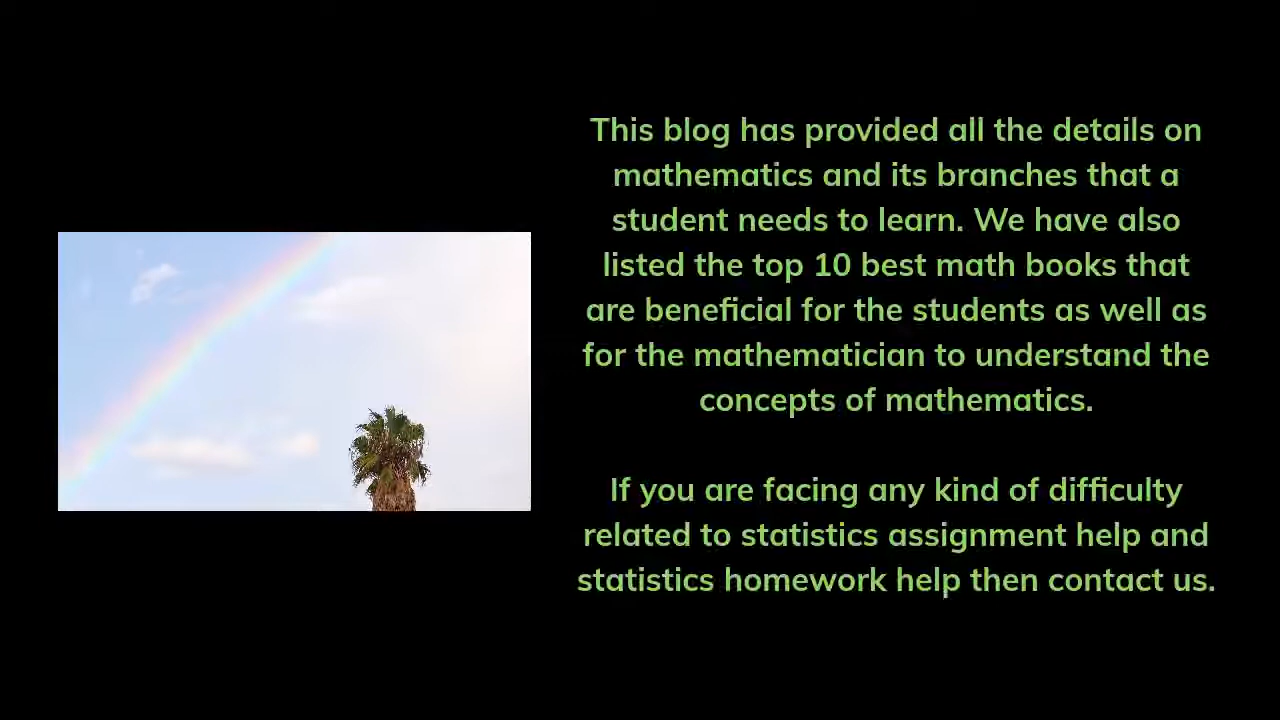 This blog has provided all the details on
mathematics and its branches that a
student needs to learn. We have also
listed the top 10 best math books that
are beneficial for the students as well as
for the mathematician to understand the
concepts of mathematics.
If you are facing any kind of difficulty
related to statistics assignment help and
statistics homework help then contact us.